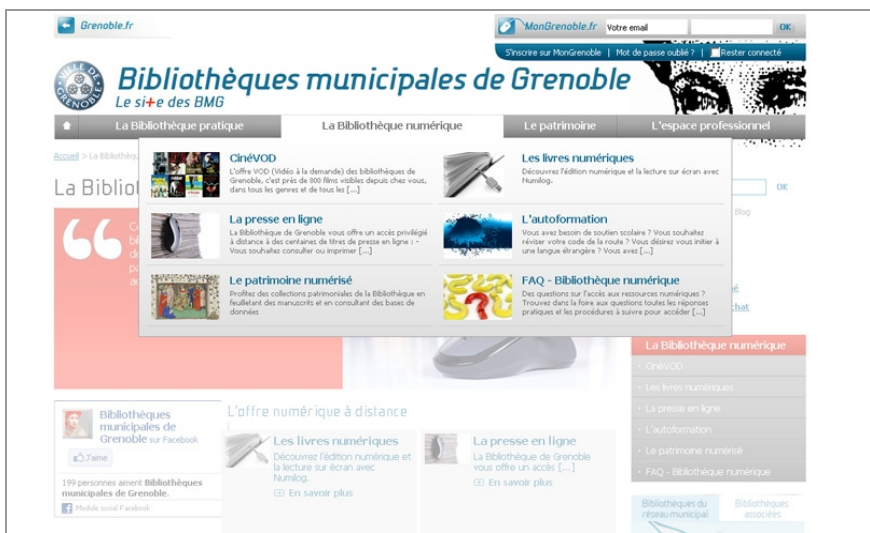 Grenoble.fr
MonGrenoble.fr Votre email OK
S'inscrire sur MonGrenoble | Mot de passe oublié ? | Rester connecté
VILLE DE GRENOBLE
Bibliothèques municipales de Grenoble
Le si+e des BMG
La Bibliothèque pratique La Bibliothèque numérique Le patrimoine L'espace professionnel
Accueil > La Bibliothèqu
La Bibliot
CinéVOD
L'offre VOD (Vidéo à la demande) des bibliothèques de
Grenoble, c'est près de 800 films visibles depuis chez vous,
dans tous les genres et de tous les [...]
Les livres numériques
Découvrez l'édition numérique et la lecture sur écran avec
Numilog.
La presse en ligne
La Bibliothèque de Grenoble vous offre un accès privilégié
à distance à des centaines de titres de presse en ligne : -
Vous souhaitez consulter ou imprimer [...]
L'autoformation
Vous avez besoin de soutien scolaire ? Vous souhaitez
réviser votre code de la route ? Vous désirez vous initier à
une langue étrangère ? Vous avez [...]
Le patrimoine numérisé
Profitez des collections patrimoniales de la Bibliothèque en
feuilletant des manuscrits et en consultant des bases de
données
FAQ - Bibliothèque numérique
Des questions sur l'accès aux ressources numériques ?
Trouvez dans la foire aux questions toutes les réponses
pratiques et les procédures à suivre pour accéder [...]
OK
Blog
chat
La Bibliothèque numérique
CinéVOD
Les livres numériques
La presse en ligne
L'autoformation
Le patrimoine numérisé
FAQ - Bibliothèque numérique
Bibliothèques
municipales de
Grenoble sur Facebook
J'aime
199 personnes aiment Bibliothèques
municipales de Grenoble.
Module social Facebook
L'offre numérique à distance
Les livres numériques
Découvrez l'édition numérique et
la lecture sur écran avec
Numilog.
En savoir plus
La presse en ligne
La Bibliothèque de Grenoble
vous offre un accès [...]
En savoir plus
Bibliothèques du
réseau municipal
Bibliothèques
associées